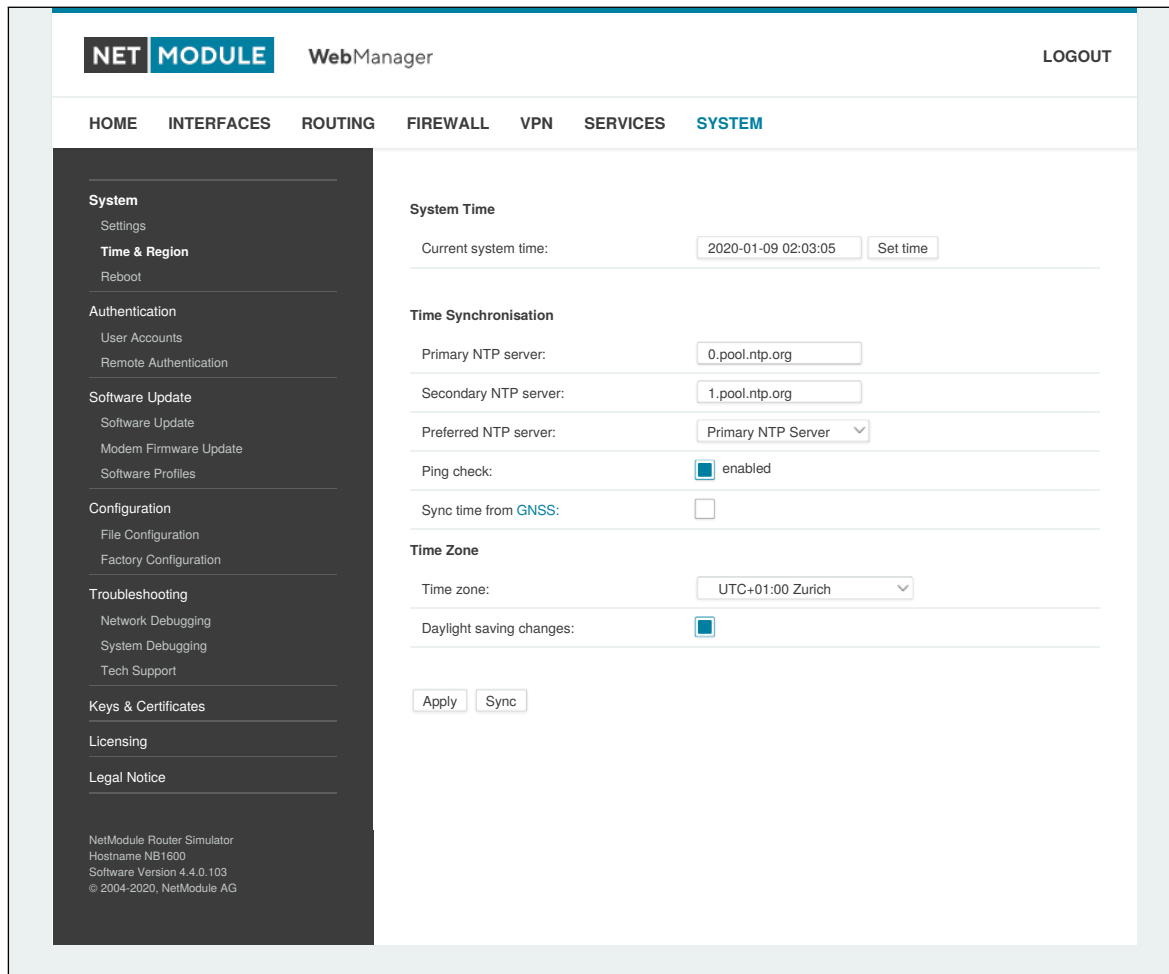 NET MODULE WebManager LOGOUT
HOME INTERFACES ROUTING FIREWALL VPN SERVICES SYSTEM
System
Settings
Time & Region
Reboot
Authentication
User Accounts
Remote Authentication
Software Update
Software Update
Modem Firmware Update
Software Profiles
Configuration
File Configuration
Factory Configuration
Troubleshooting
Network Debugging
System Debugging
Tech Support
Keys & Certificates
Licensing
Legal Notice
NetModule Router Simulator
Hostname NB1600
Software Version 4.4.0.103
© 2004-2020, NetModule AG
System Time
Current system time: 2020-01-09 02:03:05 Set time
Time Synchronisation
Primary NTP server: 0.pool.ntp.org
Secondary NTP server: 1.pool.ntp.org
Preferred NTP server: Primary NTP Server
Ping check: enabled
Sync time from GNSS:
Time Zone
Time zone: UTC+01:00 Zurich
Daylight saving changes:
Apply Sync